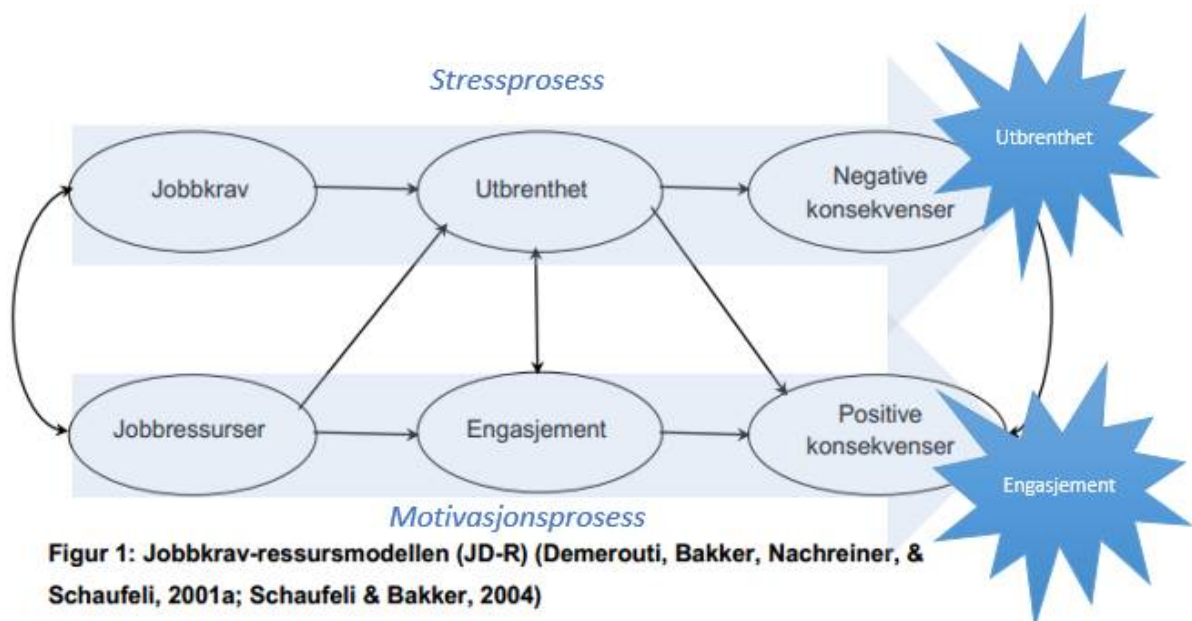 Stressprosess
Utbrenthet
Jobbkrav
Utbrenthet
Negative
konsekvenser
Jobbressurser
Engasjement
Positive
konsekvenser
Engasjement
Motivasjonsprosess
Figur 1: Jobbkrav-ressursmodellen (JD-R) (Demerouti, Bakker, Nachreiner, &
Schaufeli, 2001a; Schaufeli & Bakker, 2004)